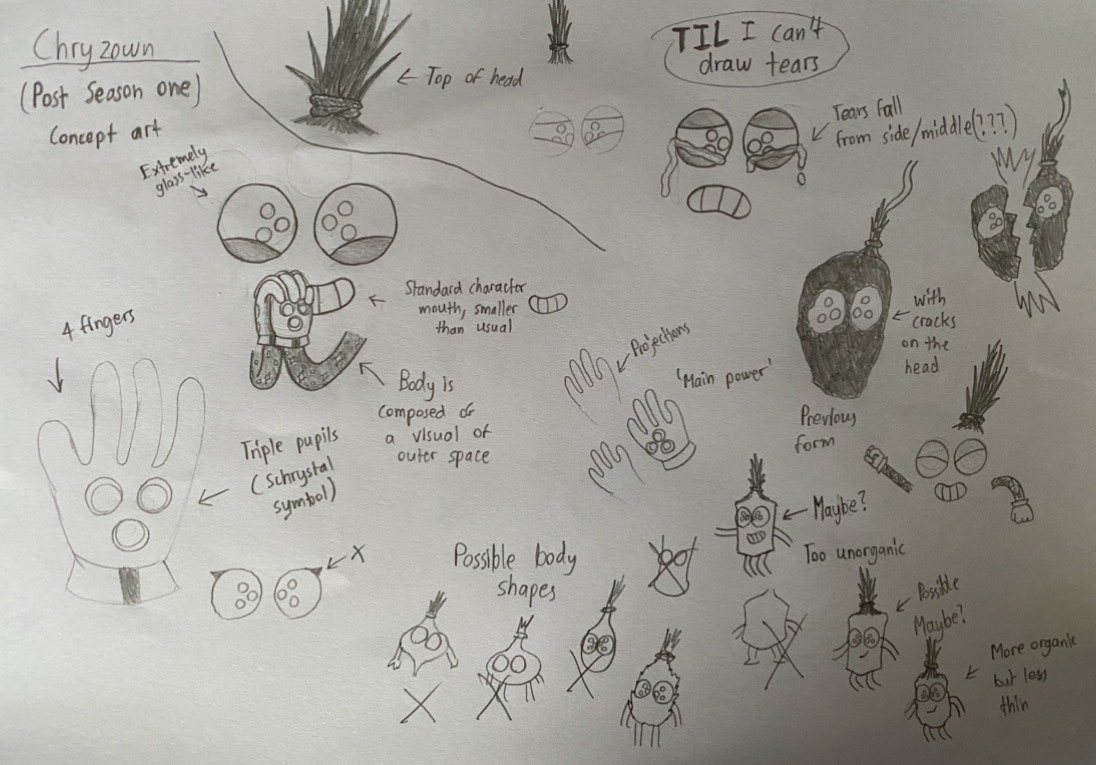 Chryzown
(Post Season one)
Concept art
Top of head
TIL I can't
draw tears
Tears fall
from side/middle(???)
Extremely
glass-like
Standard character
mouth, smaller
than usual
4 fingers
Body is
composed of
a visual of
outer space
Triple pupils
(Schrystal
symbol)
Projections
'Main power'
with
cracks
on the
head
Previous
form
X
Possible body
shapes
Maybe?
Too unorganic
Possible
Maybe?
More organic
but less
thin